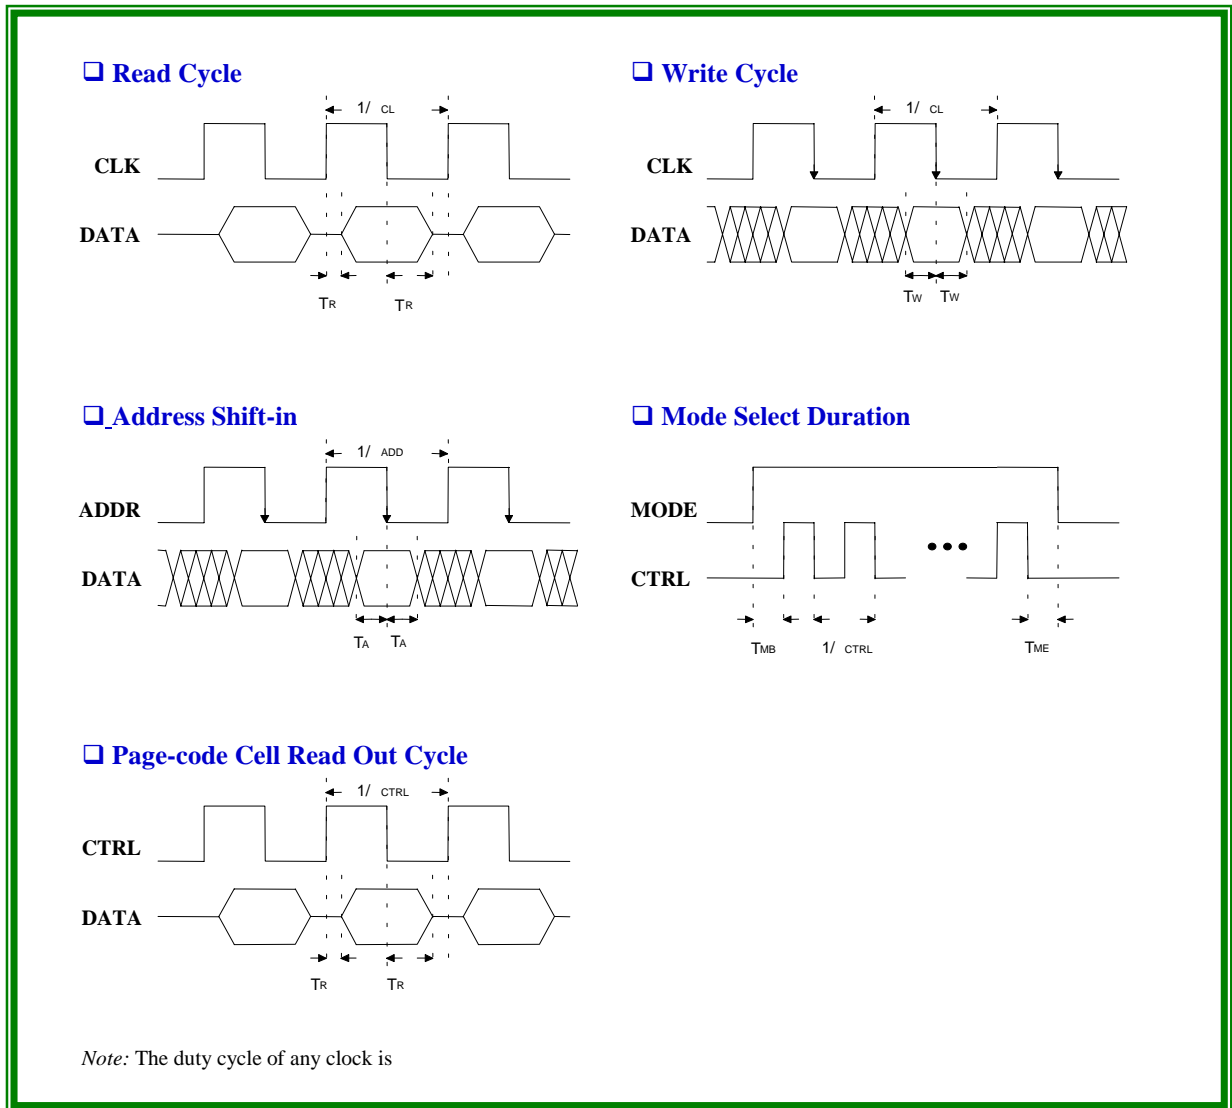 ❑ Read Cycle
1/ CL
CLK
DATA
TR TR
❑ Write Cycle
1/ CL
CLK
DATA
TW TW
❑ Address Shift-in
1/ ADD
ADDR
DATA
TA TA
❑ Mode Select Duration
MODE
CTRL
TMB 1/ CTRL TME
❑ Page-code Cell Read Out Cycle
1/ CTRL
CTRL
DATA
TR TR
Note: The duty cycle of any clock is